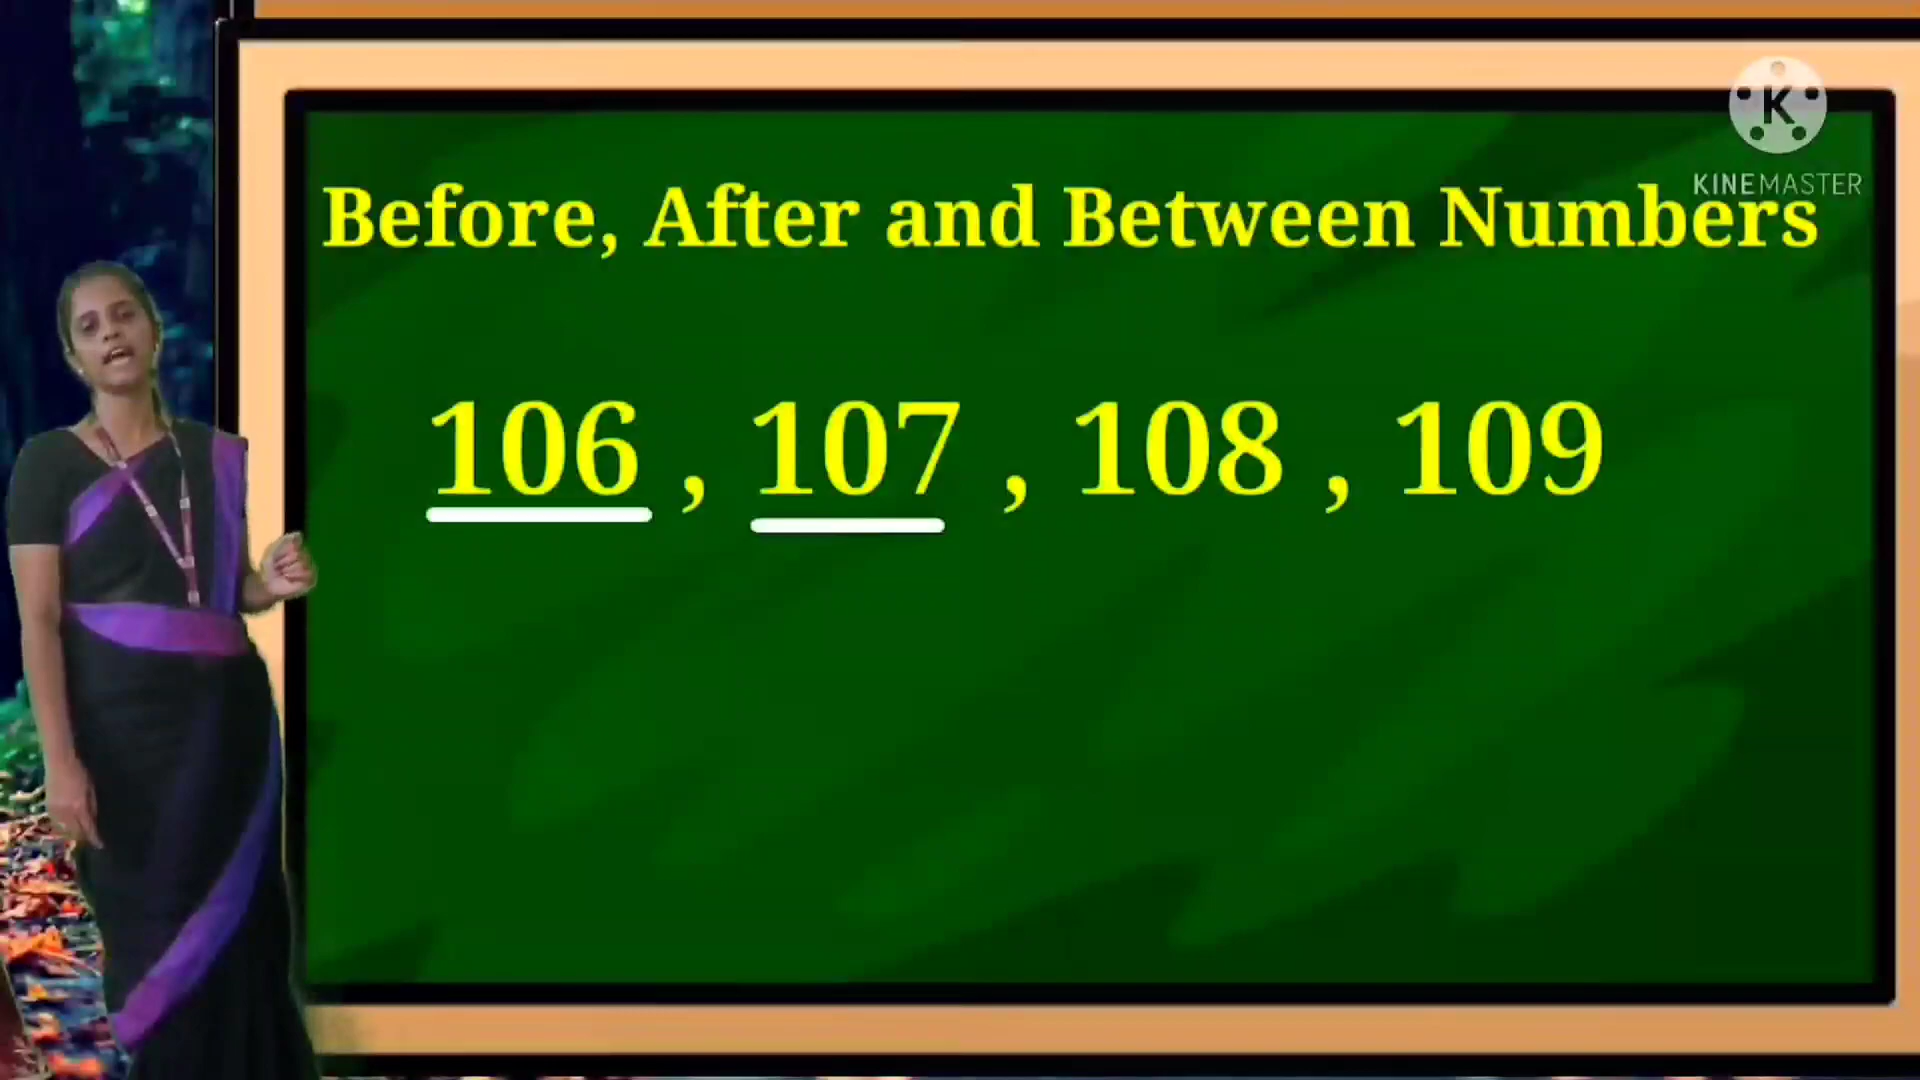 K
KINEMASTER
Before, After and Between Numbers
106 , 107 , 108 , 109